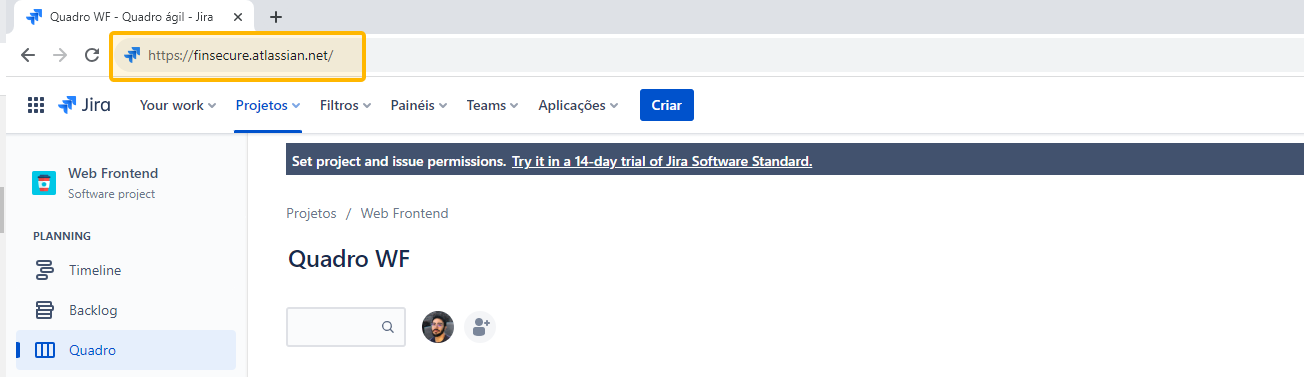 Quadro WF - Quadro ágil - Jira
https://finsecure.atlassian.net/
Jira Your work Projetos Filtros Painéis Teams Aplicações Criar
Set project and issue permissions. Try it in a 14-day trial of Jira Software Standard.
Web Frontend
Software project
Projetos / Web Frontend
PLANNING
Quadro WF
Timeline
Backlog
Quadro